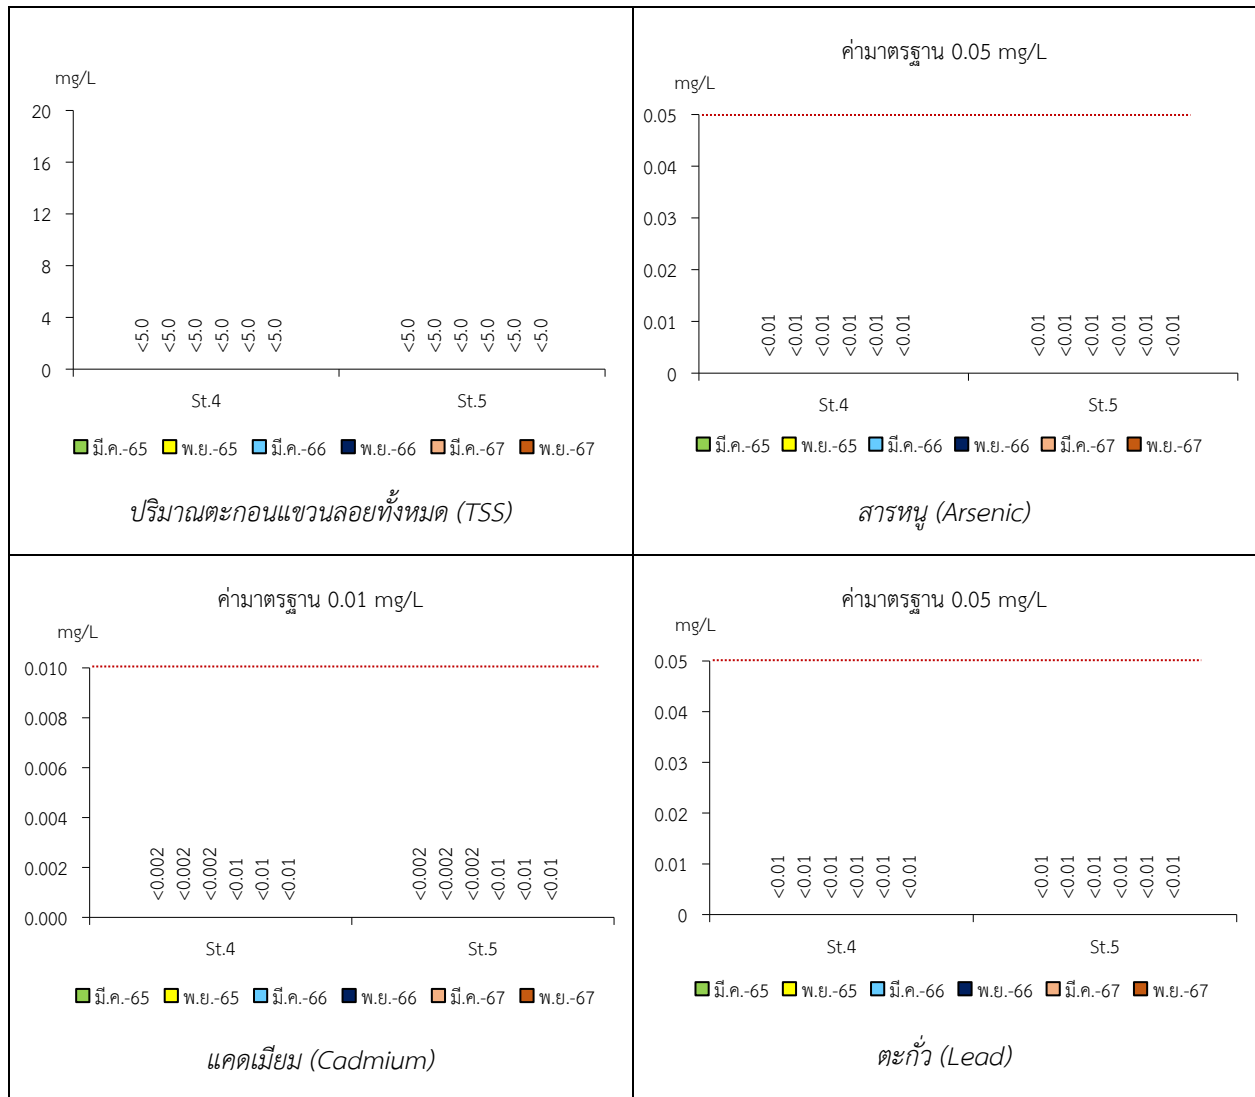 mg/L
20
16
12
8
4
0
<5.0 <5.0 <5.0 <5.0 <5.0 <5.0 <5.0 <5.0 <5.0 <5.0 <5.0 <5.0
St.4 St.5
มี.ค.-65 พ.ย.-65 มี.ค.-66 พ.ย.-66 มี.ค.-67 พ.ย.-67
ปริมาณตะกอนแขวนลอยทั้งหมด (TSS)
ค่ามาตรฐาน 0.05 mg/L
mg/L
0.05
0.04
0.03
0.02
0.01
0
<0.01 <0.01 <0.01 <0.01 <0.01 <0.01 <0.01 <0.01 <0.01 <0.01 <0.01 <0.01
St.4 St.5
มี.ค.-65 พ.ย.-65 มี.ค.-66 พ.ย.-66 มี.ค.-67 พ.ย.-67
สารหนู (Arsenic)
ค่ามาตรฐาน 0.01 mg/L
mg/L
0.010
0.008
0.006
0.004
0.002
0.000
<0.002 <0.002 <0.002 <0.01 <0.01 <0.01 <0.002 <0.002 <0.002 <0.01 <0.01 <0.01
St.4 St.5
มี.ค.-65 พ.ย.-65 มี.ค.-66 พ.ย.-66 มี.ค.-67 พ.ย.-67
แคดเมียม (Cadmium)
ค่ามาตรฐาน 0.05 mg/L
mg/L
0.05
0.04
0.03
0.02
0.01
0
<0.01 <0.01 <0.01 <0.01 <0.01 <0.01 <0.01 <0.01 <0.01 <0.01 <0.01 <0.01
St.4 St.5
มี.ค.-65 พ.ย.-65 มี.ค.-66 พ.ย.-66 มี.ค.-67 พ.ย.-67
ตะกั่ว (Lead)